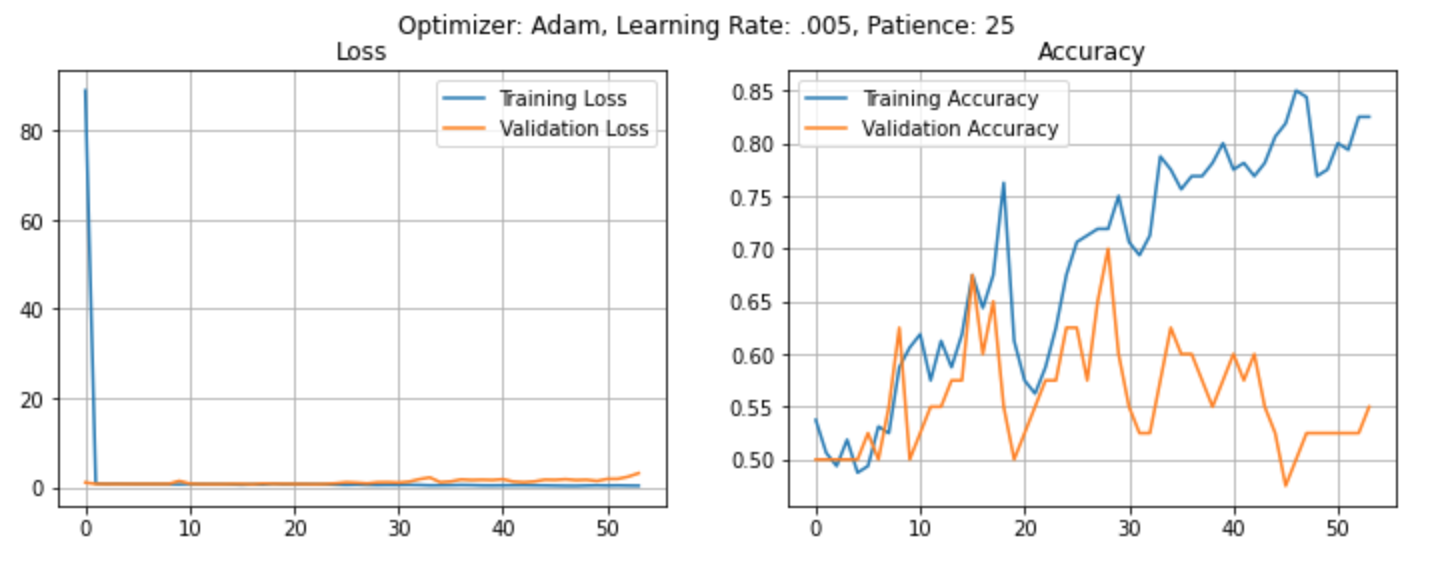 Optimizer: Adam, Learning Rate: .005, Patience: 25
Loss
Training Loss
Validation Loss
80
60
40
20
0
0 10 20 30 40 50
Accuracy
Training Accuracy
Validation Accuracy
0.85
0.80
0.75
0.70
0.65
0.60
0.55
0.50
0 10 20 30 40 50